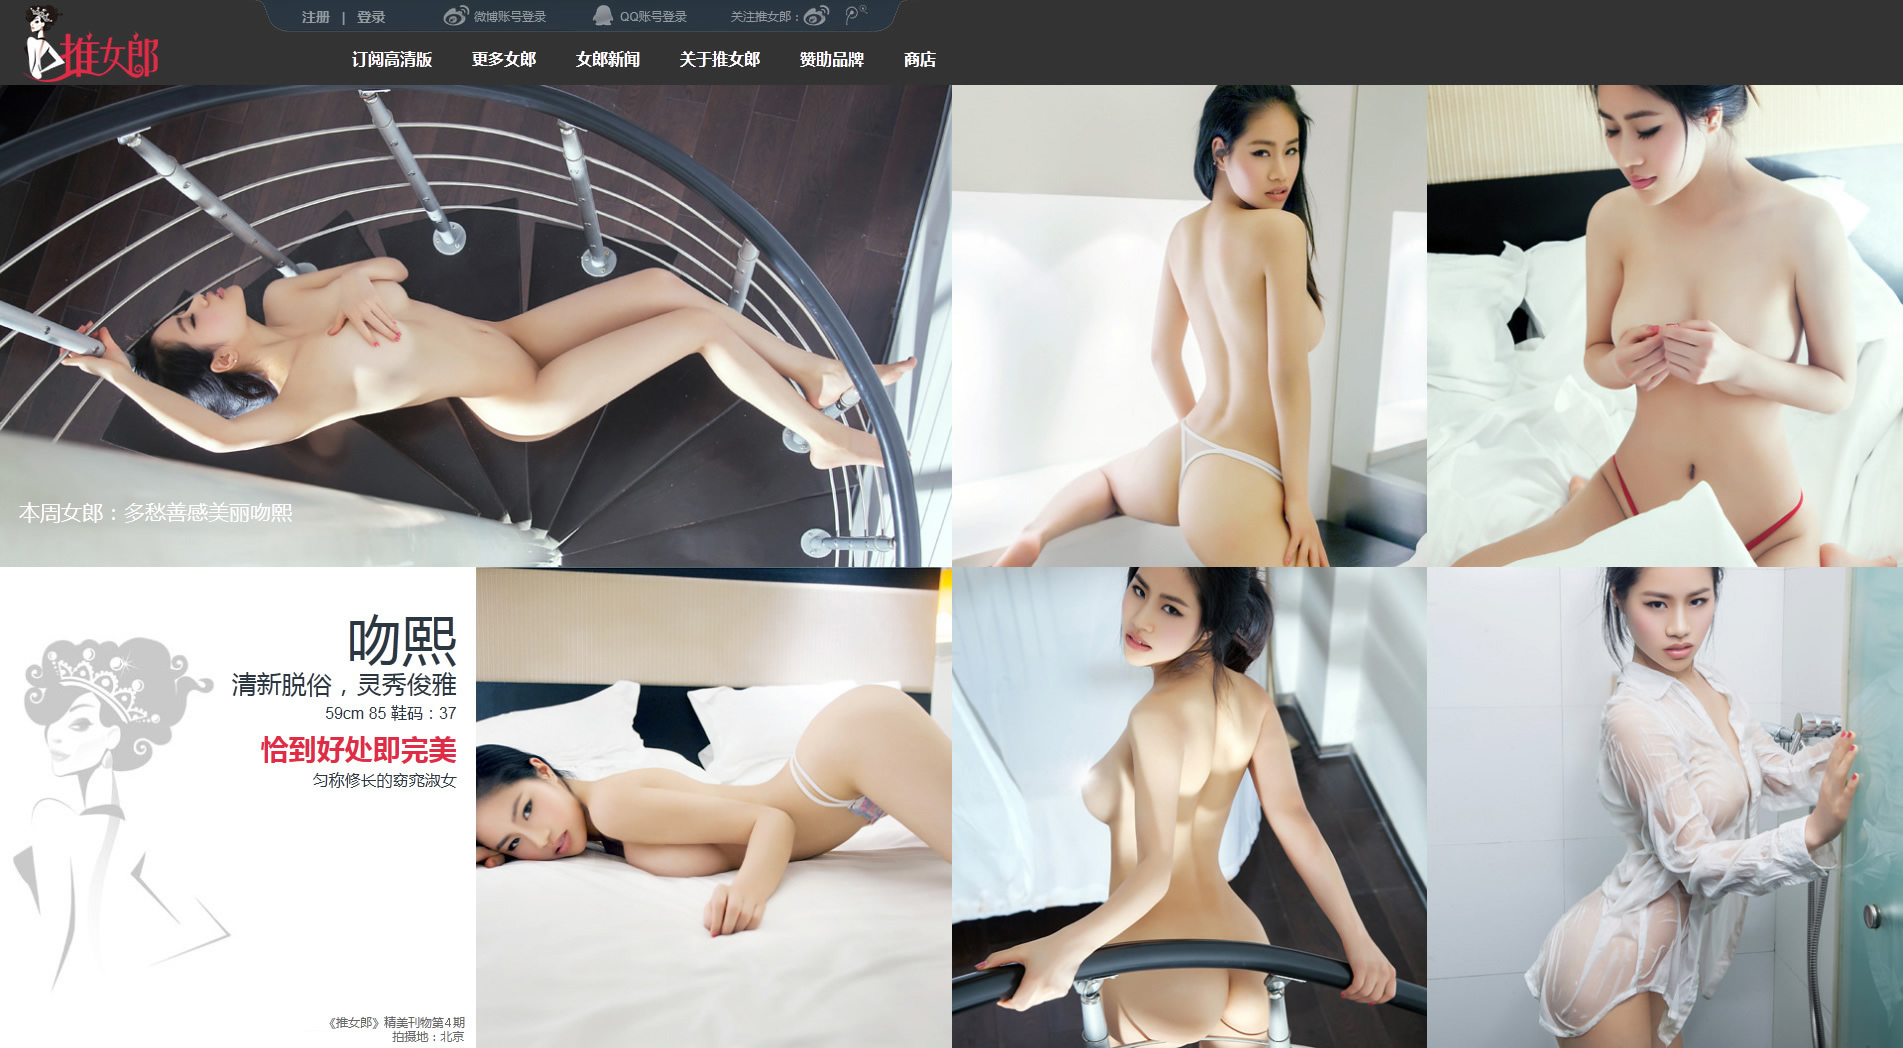 注册 | 登录 微博账号登录 QQ账号登录 关注推女郎：
推女郎
订阅高清版 更多女郎 女郎新闻 关于推女郎 赞助品牌 商店
本周女郎：多愁善感美丽吻熙
吻熙
清新脱俗，灵秀俊雅
59cm 85 鞋码：37
恰到好处即完美
匀称修长的窈窕淑女
《推女郎》精美刊物第4期
拍摄地：北京